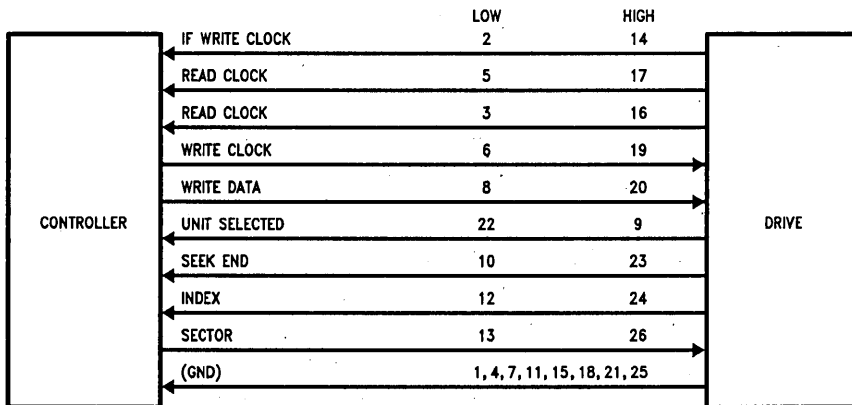 LOW HIGH
IF WRITE CLOCK 2 14
READ CLOCK 5 17
READ CLOCK 3 16
WRITE CLOCK 6 19
WRITE DATA 8 20
CONTROLLER UNIT SELECTED 22 9 DRIVE
SEEK END 10 23
INDEX 12 24
SECTOR 13 26
(GND) 1, 4, 7, 11, 15, 18, 21, 25